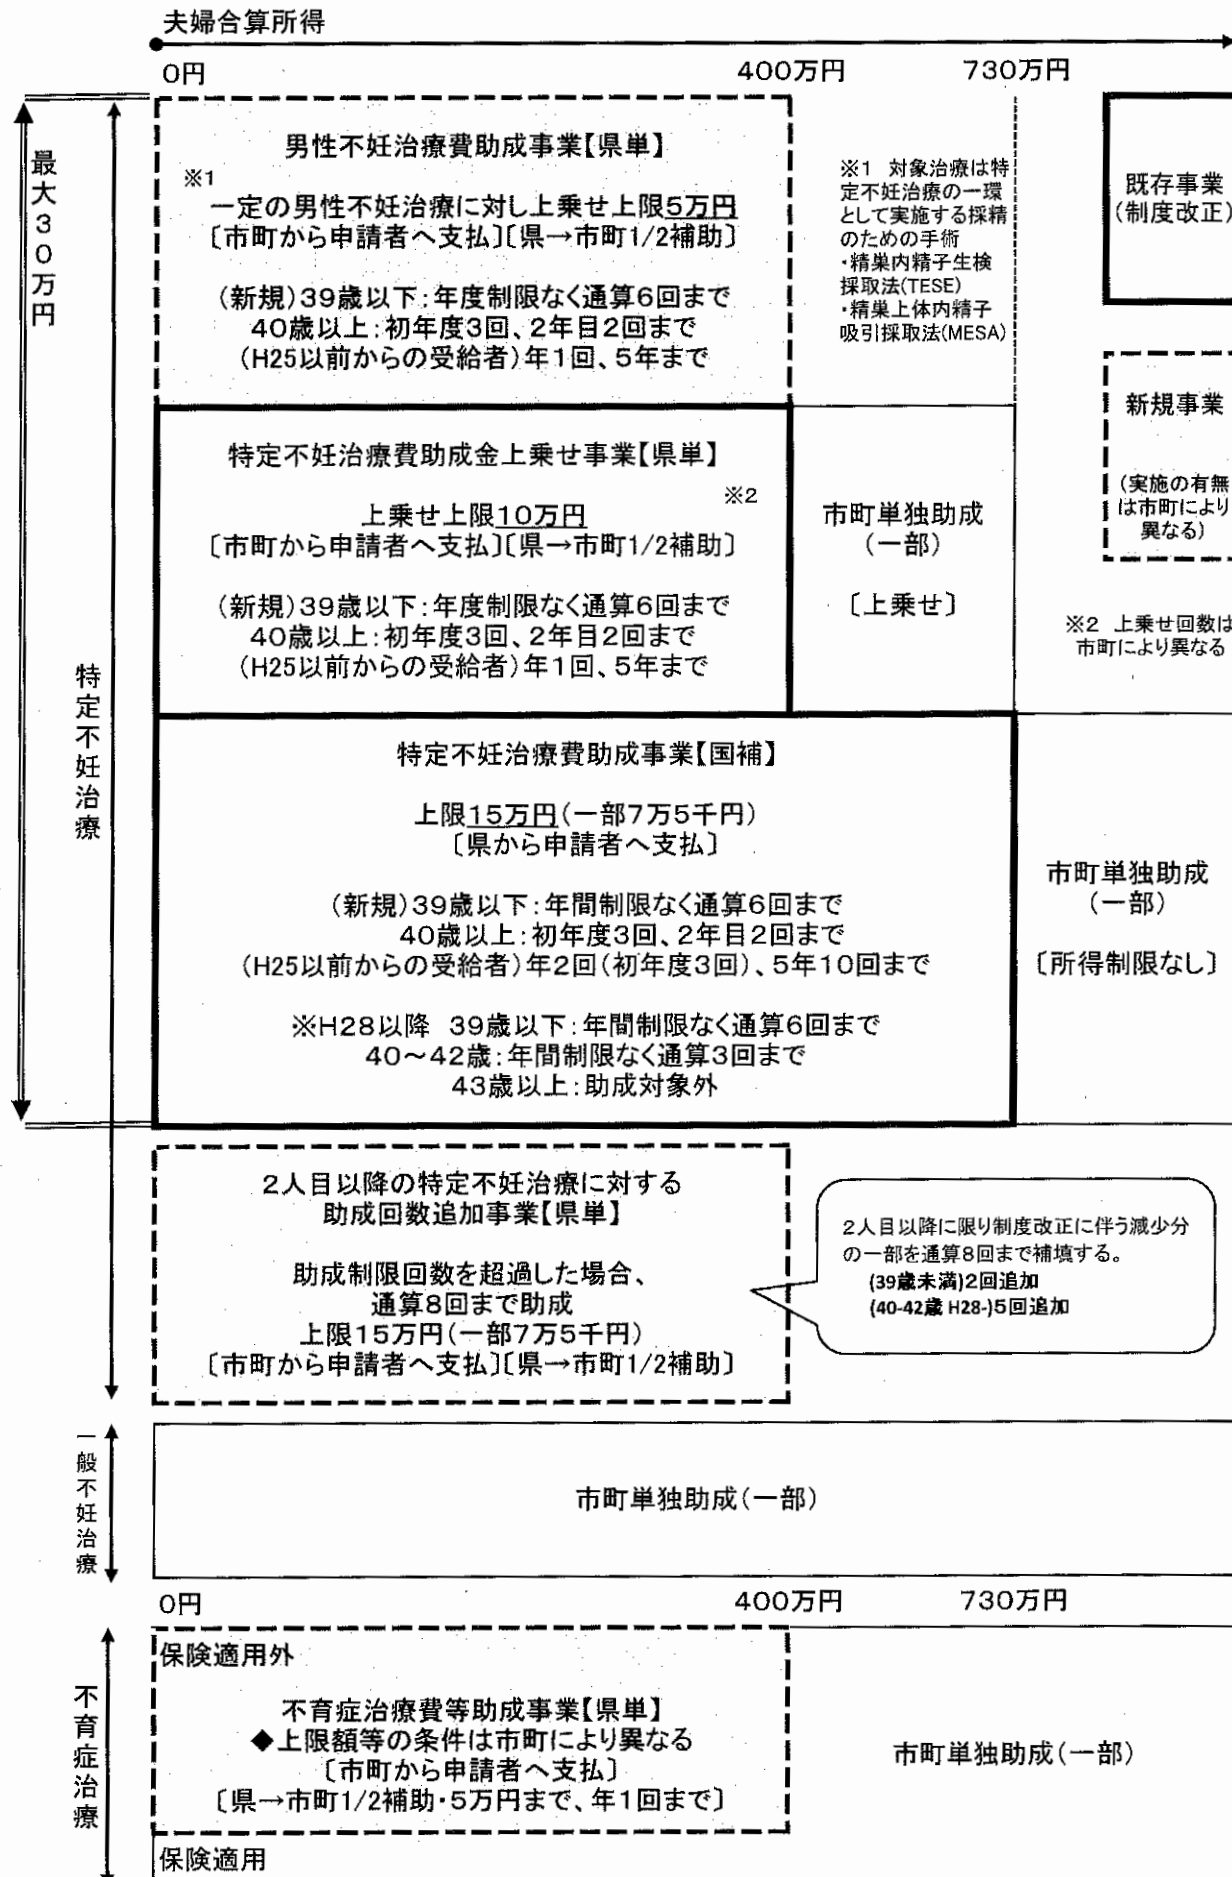 夫婦合算所得
0円
400万円
730万円
最大30万円
特定不妊治療
男性不妊治療費助成事業【県単】
※1
一定の男性不妊治療に対し上乗せ上限5万円
〔市町から申請者へ支払〕〔県→市町1/2補助〕
(新規)39歳以下:年度制限なく通算6回まで
40歳以上:初年度3回、2年目2回まで
(H25以前からの受給者)年1回、5年まで
※1 対象治療は特
定不妊治療の一環
として実施する採精
のための手術
・精巣内精子生検
採取法(TESE)
・精巣上体内精子
吸引採取法(MESA)
既存事業
(制度改正)
新規事業
(実施の有無
は市町により
異なる)
特定不妊治療費助成金上乗せ事業【県単】
※2
上乗せ上限10万円
〔市町から申請者へ支払〕〔県→市町1/2補助〕
(新規)39歳以下:年度制限なく通算6回まで
40歳以上:初年度3回、2年目2回まで
(H25以前からの受給者)年1回、5年まで
市町単独助成
(一部)
〔上乗せ〕
※2 上乗せ回数は
市町により異なる
特定不妊治療費助成事業【国補】
上限15万円(一部7万5千円)
〔県から申請者へ支払〕
(新規)39歳以下:年間制限なく通算6回まで
40歳以上:初年度3回、2年目2回まで
(H25以前からの受給者)年2回(初年度3回)、5年10回まで
※H28以降 39歳以下:年間制限なく通算6回まで
40～42歳:年間制限なく通算3回まで
43歳以上:助成対象外
市町単独助成
(一部)
〔所得制限なし〕
2人目以降の特定不妊治療に対する
助成回数追加事業【県単】
助成制限回数を超過した場合、
通算8回まで助成
上限15万円(一部7万5千円)
〔市町から申請者へ支払〕〔県→市町1/2補助〕
2人目以降に限り制度改正に伴う減少分
の一部を通算8回まで補填する。
(39歳未満)2回追加
(40-42歳 H28-)5回追加
一般不妊治療
市町単独助成(一部)
0円
400万円
730万円
不育症治療
保険適用外
不育症治療費等助成事業【県単】
◆上限額等の条件は市町により異なる
〔市町から申請者へ支払〕
〔県→市町1/2補助・5万円まで、年1回まで〕
市町単独助成(一部)
保険適用